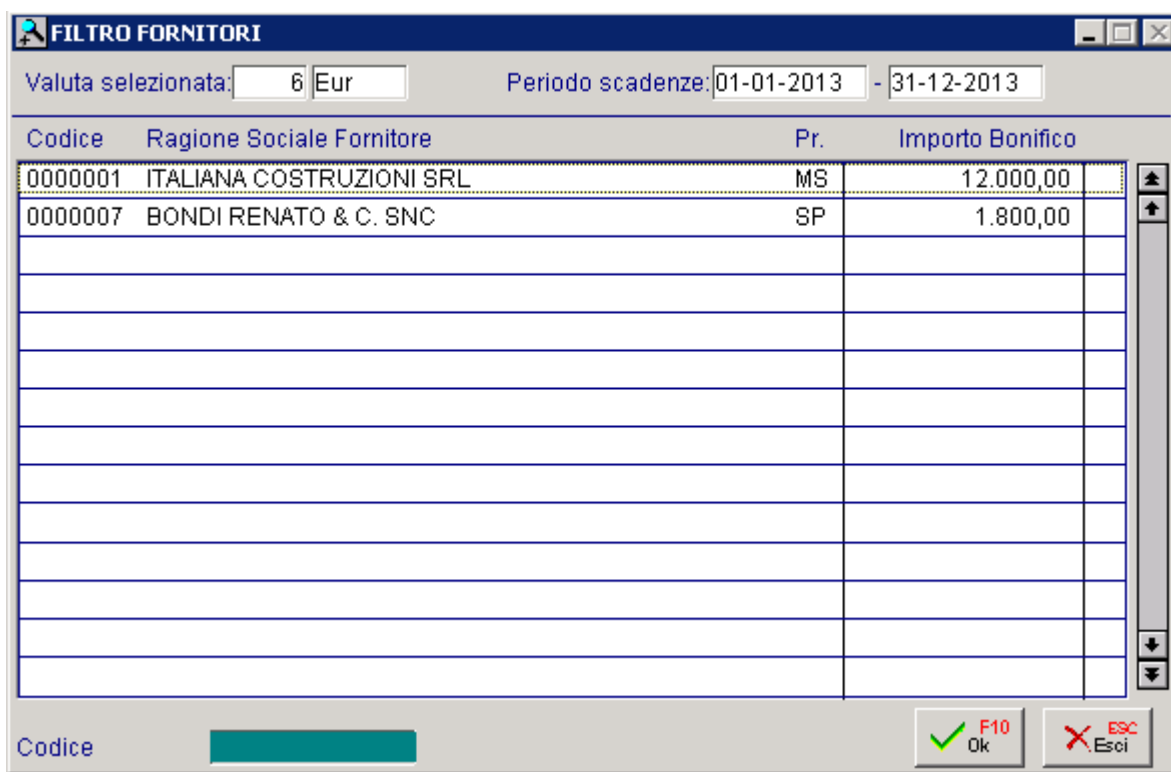 FILTRO FORNITORI
Valuta selezionata: 6 Eur Periodo scadenze: 01-01-2013 - 31-12-2013
Codice Ragione Sociale Fornitore Pr. Importo Bonifico
0000001 ITALIANA COSTRUZIONI SRL MS 12.000,00
0000007 BONDI RENATO & C. SNC SP 1.800,00
Codice F10 Ok ESC Esci